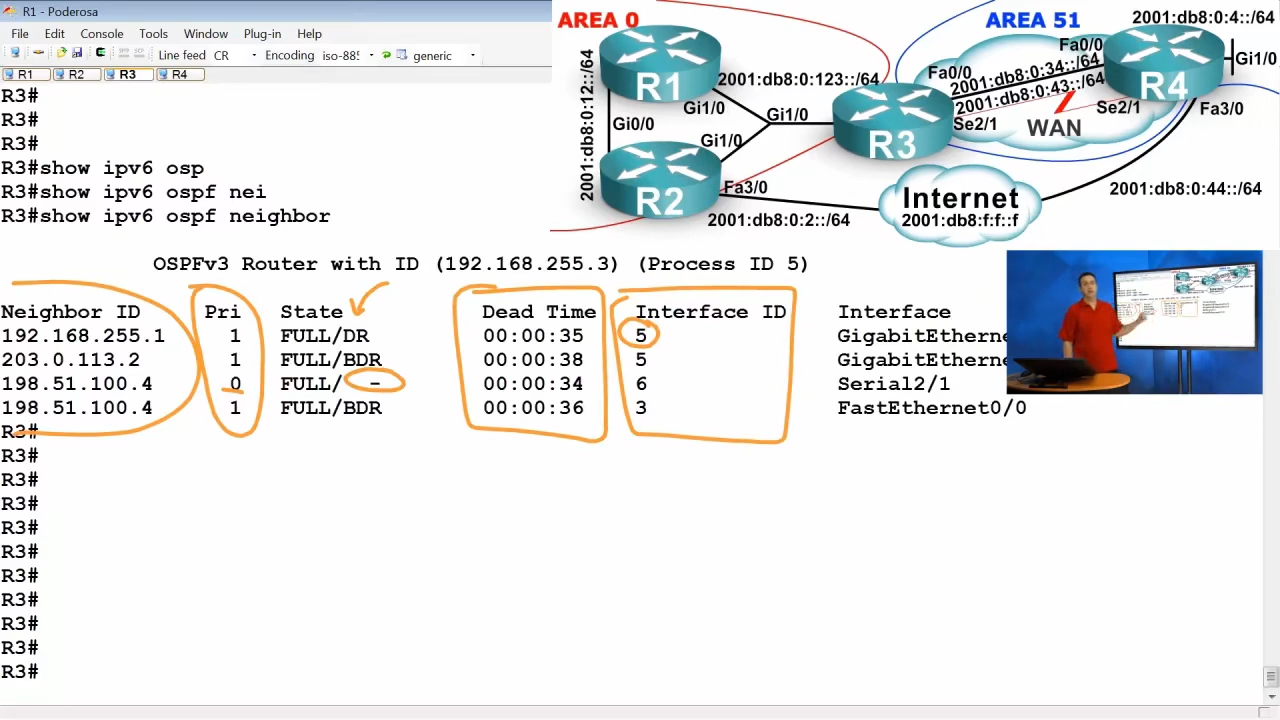 R1 - Poderosa
File Edit Console Tools Window Plug-in Help
Line feed CR Encoding iso-88! generic
R1 R2 R3 R4
R3#
R3#
R3#
R3#show ipv6 osp
R3#show ipv6 ospf nei
R3#show ipv6 ospf neighbor
OSPFv3 Router with ID (192.168.255.3) (Process ID 5)
Neighbor ID Pri State Dead Time Interface ID Interface
192.168.255.1 1 FULL/DR 00:00:35 5 GigabitEtherne
203.0.113.2 1 FULL/BDR 00:00:38 5 GigabitEtherne
198.51.100.4 0 FULL/ - 00:00:34 6 Serial2/1
198.51.100.4 1 FULL/BDR 00:00:36 3 FastEthernet0/0
R3#
R3#
R3#
R3#
R3#
R3#
R3#
R3#
R3#
R3#
R3#
AREA 0
AREA 51
2001:db8:0:4::/64
R1
2001:db8:0:12::/64
2001:db8:0:123::/64
Gi1/0
Gi0/0
Gi1/0
Gi1/0
R2
Fa3/0
2001:db8:0:2::/64
R3
Fa0/0
Fa0/0
2001:db8:0:34::/64
2001:db8:0:43::/64
Se2/1
Se2/1
WAN
R4
Gi1/0
Fa3/0
2001:db8:0:44::/64
Internet
2001:db8:f:f::f